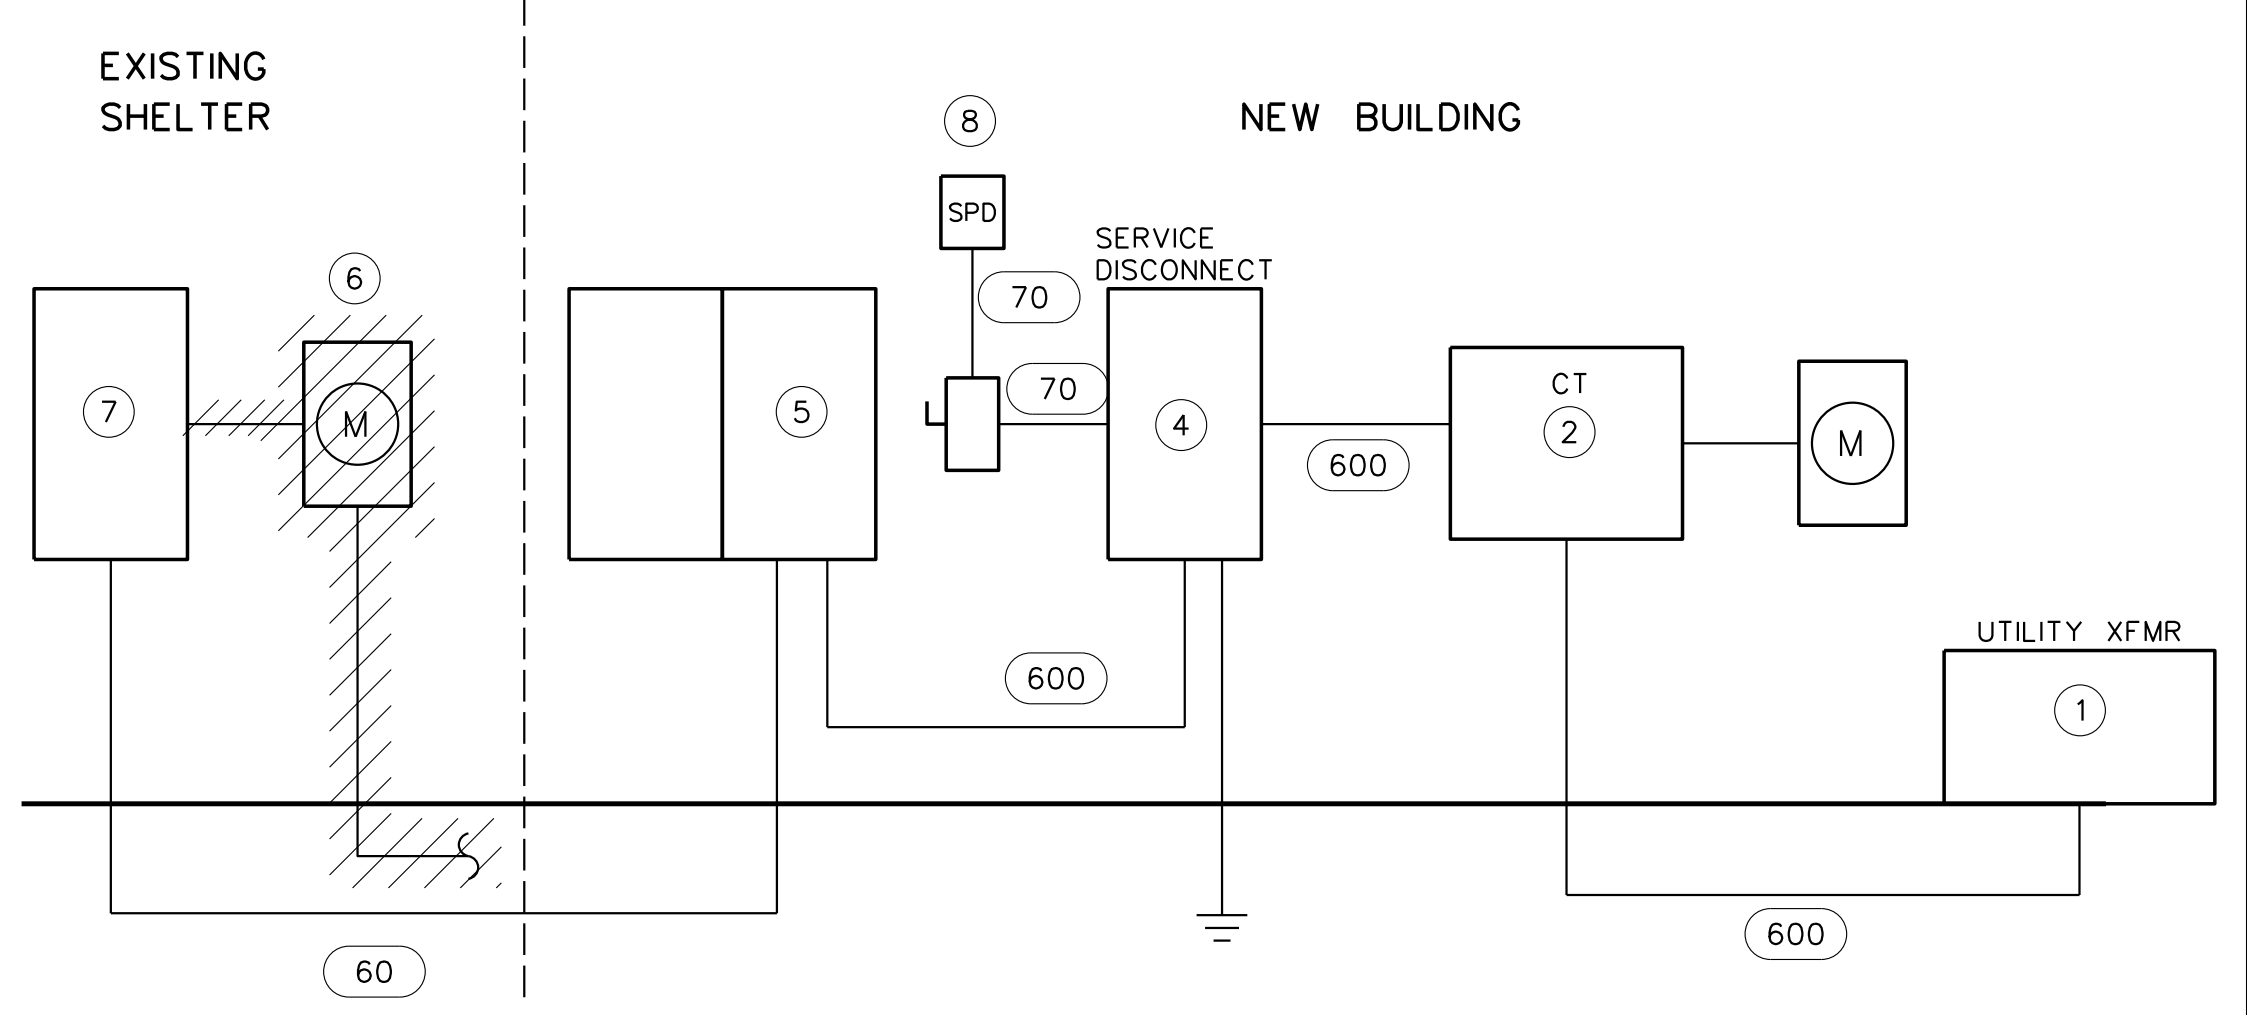 EXISTING
SHELTER
NEW BUILDING
8
SPD
SERVICE
DISCONNECT
6
70
7
M
5
70
4
600
CT
2
M
600
UTILITY XFMR
1
600
60